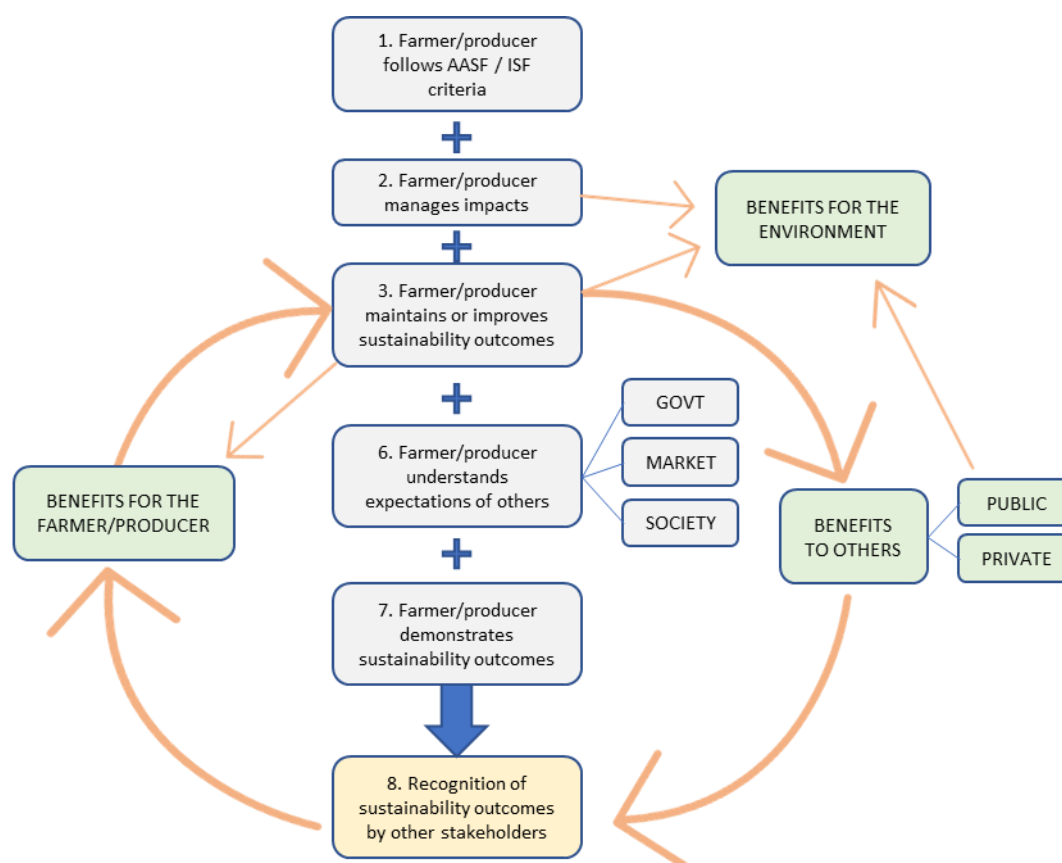 1. Farmer/producer
follows AASF / ISF
criteria
2. Farmer/producer
manages impacts
BENEFITS FOR THE
ENVIRONMENT
3. Farmer/producer
maintains or improves
sustainability outcomes
GOVT
MARKET
SOCIETY
6. Farmer/producer
understands
expectations of others
BENEFITS FOR THE
FARMER/PRODUCER
BENEFITS
TO OTHERS
PUBLIC
PRIVATE
7. Farmer/producer
demonstrates
sustainability outcomes
8. Recognition of
sustainability outcomes
by other stakeholders